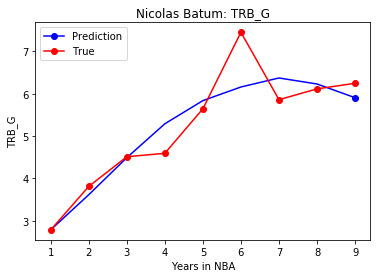 Nicolas Batum: TRB_G
Prediction
True
7
6
5
4
3
TRB_G
1 2 3 4 5 6 7 8 9
Years in NBA